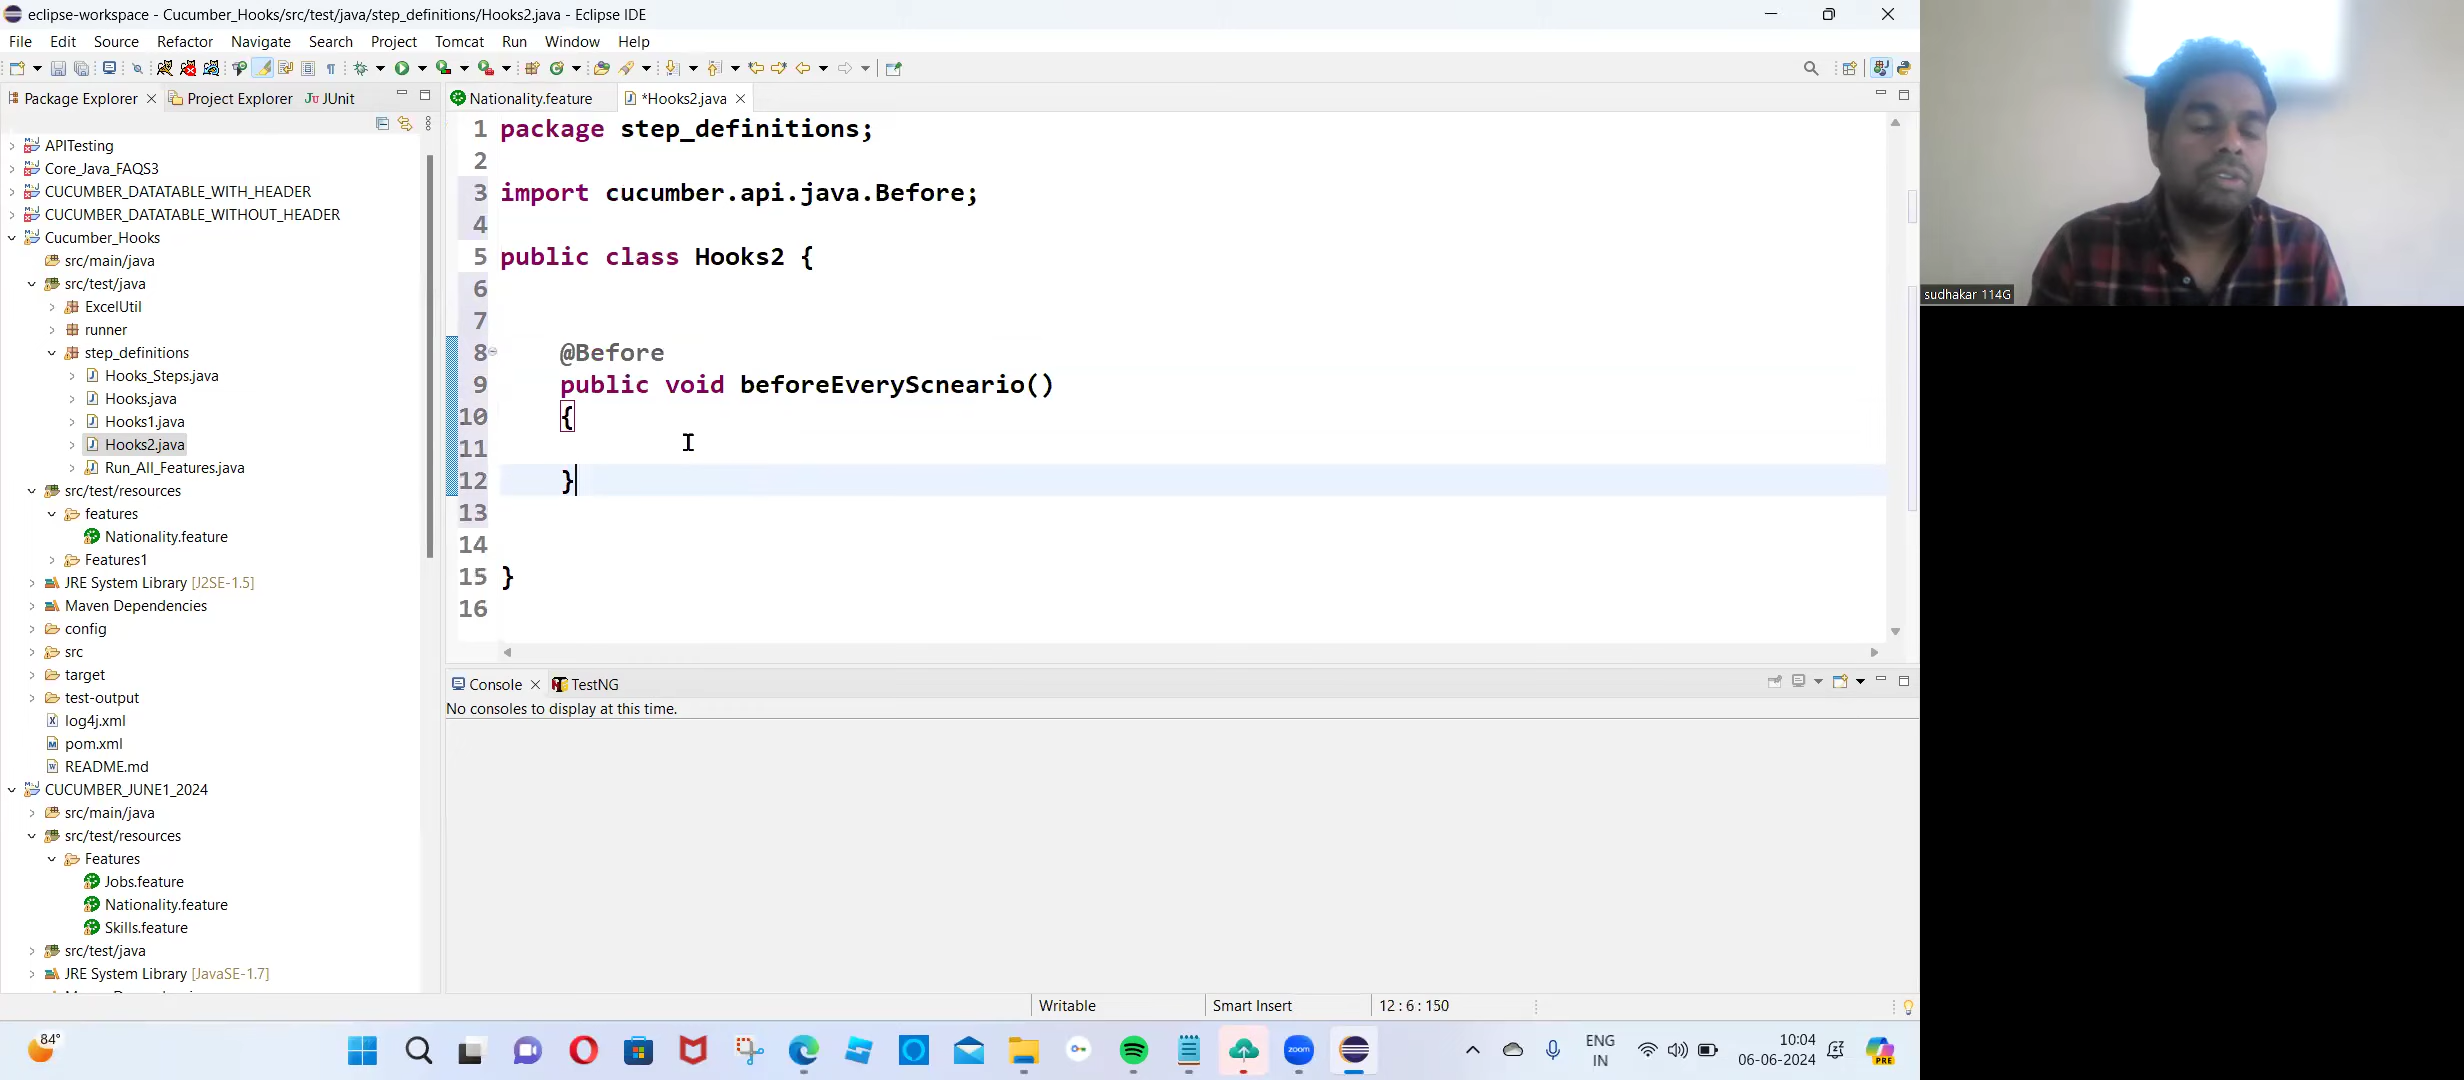 eclipse-workspace - Cucumber_Hooks/src/test/java/step_definitions/Hooks2.java - Eclipse IDE
File Edit Source Refactor Navigate Search Project Tomcat Run Window Help
Package Explorer Project Explorer JUnit
Nationality.feature *Hooks2.java
APITesting
Core_Java_FAQS3
CUCUMBER_DATATABLE_WITH_HEADER
CUCUMBER_DATATABLE_WITHOUT_HEADER
Cucumber_Hooks
src/main/java
src/test/java
ExcelUtil
runner
step_definitions
Hooks_Steps.java
Hooks.java
Hooks1.java
Hooks2.java
Run_All_Features.java
src/test/resources
features
Nationality.feature
Features1
JRE System Library [J2SE-1.5]
Maven Dependencies
config
src
target
test-output
log4j.xml
pom.xml
README.md
CUCUMBER_JUNE1_2024
src/main/java
src/test/resources
Features
Jobs.feature
Nationality.feature
Skills.feature
src/test/java
JRE System Library [JavaSE-1.7]
1 package step_definitions;
2
3 import cucumber.api.java.Before;
4
5 public class Hooks2 {
6
7
8 @Before
9 public void beforeEveryScneario()
10 {
11
12 }
13
14
15 }
16
Console TestNG
No consoles to display at this time.
Writable Smart Insert 12 : 6 : 150
sudhakar 114G
84°
zoom
ENG
IN
10:04
06-06-2024
PRE